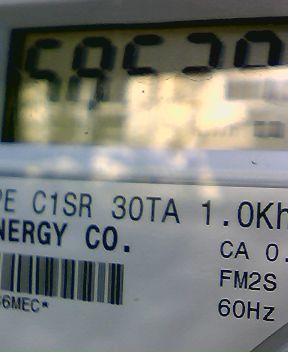 PE C1SR 30TA 1.0Kh
NERGY CO.
CA 0.
FM2S
60Hz
6MEC*